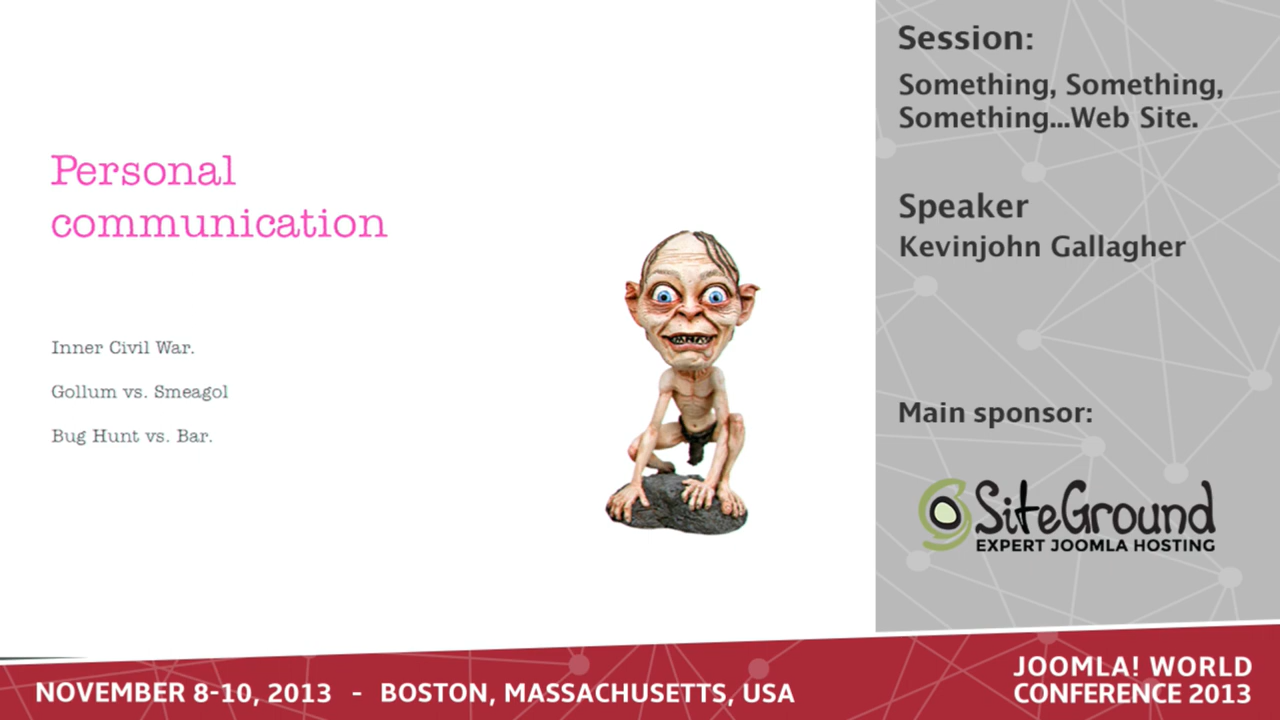 Personal
communication
Inner Civil War.
Gollum vs. Smeagol
Bug Hunt vs. Bar.
Session:
Something, Something,
Something...Web Site.
Speaker
Kevinjohn Gallagher
Main sponsor:
SiteGround
EXPERT JOOMLA HOSTING
NOVEMBER 8-10, 2013 - BOSTON, MASSACHUSETTS, USA
JOOMLA! WORLD
CONFERENCE 2013